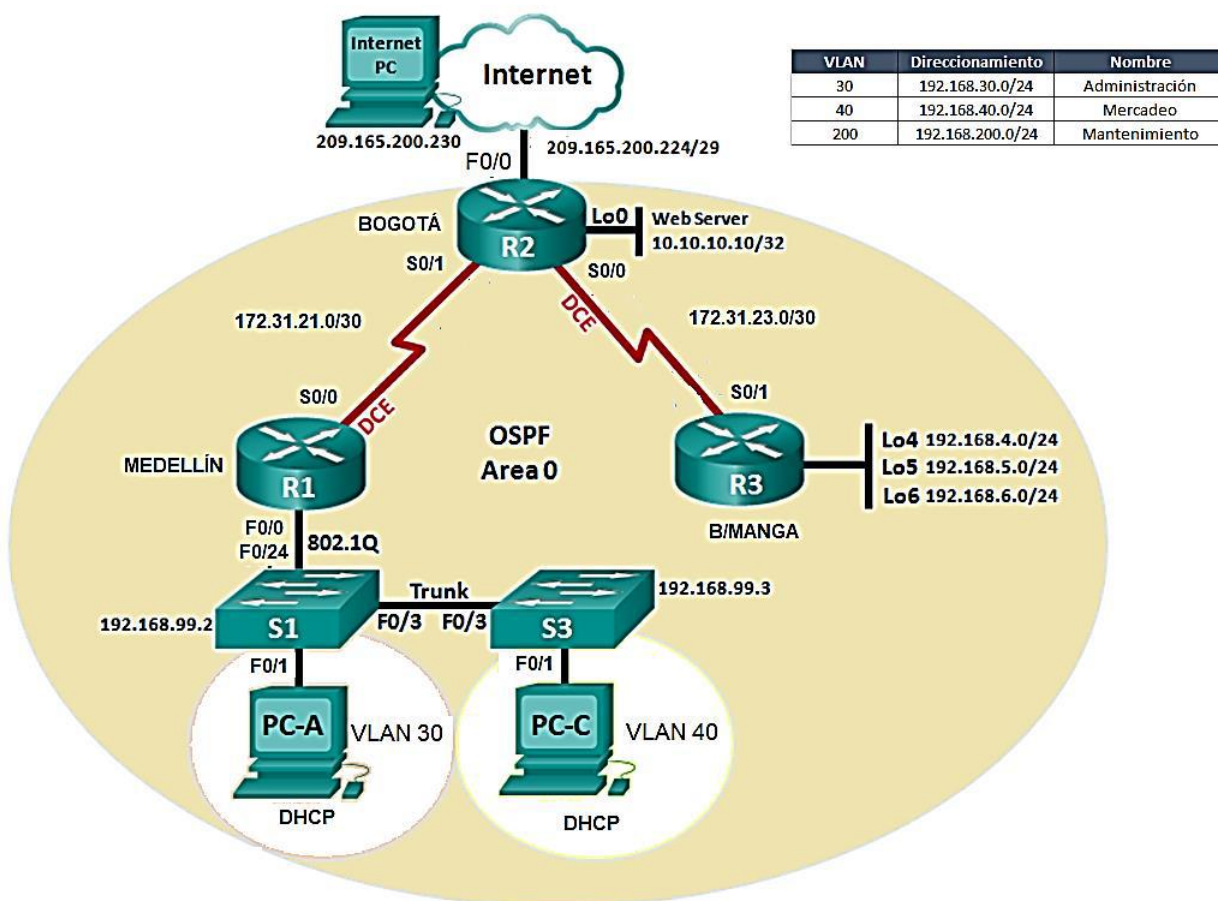 Internet
PC
Internet
209.165.200.230
209.165.200.224/29
F0/0
VLAN Direccionamiento Nombre
30 192.168.30.0/24 Administración
40 192.168.40.0/24 Mercadeo
200 192.168.200.0/24 Mantenimiento
BOGOTÁ
R2
Lo0
Web Server
10.10.10.10/32
S0/1
S0/0
DCE
172.31.21.0/30
172.31.23.0/30
S0/0
DCE
S0/1
OSPF
Area 0
MEDELLÍN
R1
R3
B/MANGA
Lo4 192.168.4.0/24
Lo5 192.168.5.0/24
Lo6 192.168.6.0/24
F0/0
F0/24
802.1Q
Trunk
192.168.99.3
192.168.99.2
S1
F0/3
F0/3
S3
F0/1
F0/1
PC-A
VLAN 30
PC-C
VLAN 40
DHCP
DHCP